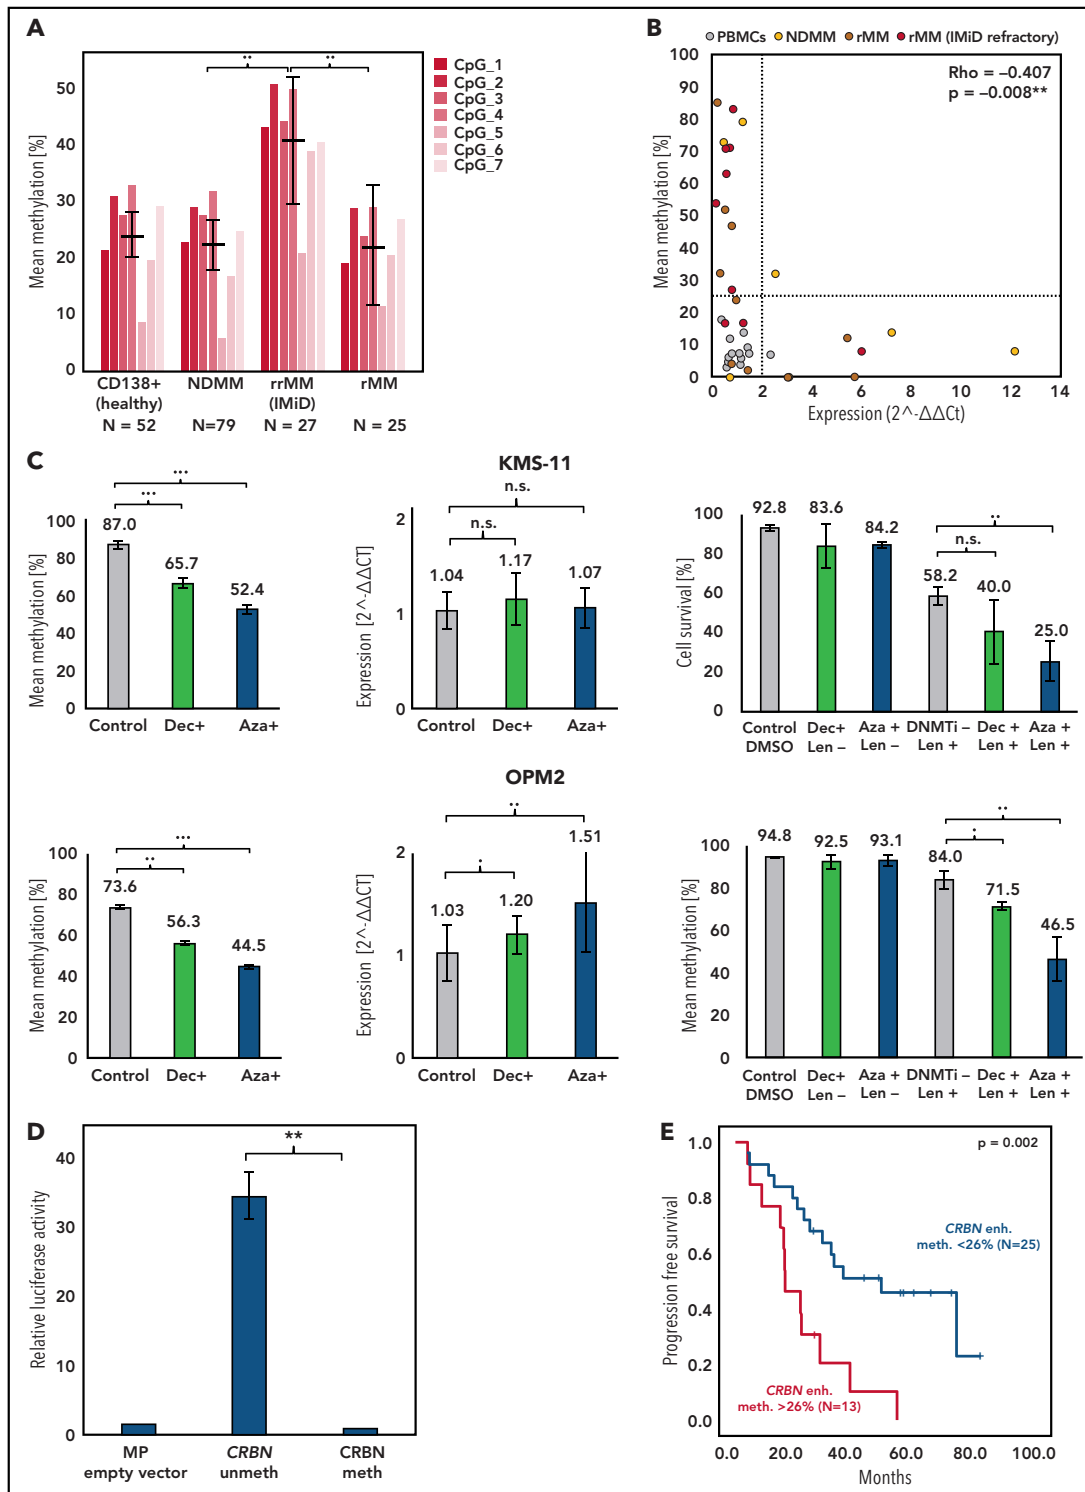 A
Mean methylation [%]
50
40
30
20
10
0
CpG_1
CpG_2
CpG_3
CpG_4
CpG_5
CpG_6
CpG_7
CD138+
(healthy)
N = 52
NDMM
N=79
rrMM
(IMiD)
N = 27
rMM
N = 25
B
PBMCs NDMM rMM rMM (IMiD refractory)
Rho = –0.407
p = –0.008**
Mean methylation [%]
100
90
80
70
60
50
40
30
20
10
0
0 2 4 6 8 10 12 14
Expression (2^-ΔΔCt)
C
KMS-11
Mean methylation [%]
100
80
60
40
20
0
87.0
65.7
52.4
Control Dec+ Aza+
Expression [2^-ΔΔCT]
2
1
0
n.s.
n.s.
1.04
1.17
1.07
Control Dec+ Aza+
Cell survival [%]
100
80
60
40
20
0
92.8
83.6
84.2
58.2
40.0
25.0
n.s.
Control DMSO
Dec+ Len –
Aza + Len –
DNMTi – Len +
Dec + Len +
Aza + Len +
OPM2
Mean methylation [%]
100
80
60
40
20
0
73.6
56.3
44.5
Control Dec+ Aza+
Expression [2^-ΔΔCT]
2
1
0
1.03
1.20
1.51
Control Dec+ Aza+
Mean methylation [%]
100
80
60
40
20
0
94.8
92.5
93.1
84.0
71.5
46.5
Control DMSO
Dec+ Len –
Aza + Len –
DNMTi – Len +
Dec + Len +
Aza + Len +
D
Relative luciferase activity
40
30
20
10
0
**
MP
empty vector
CRBN
unmeth
CRBN
meth
E
Progression free survival
1.0
0.8
0.6
0.4
0.2
0.0
p = 0.002
CRBN enh.
meth. <26% (N=25)
CRBN enh.
meth. >26% (N=13)
0.0 20.0 40.0 60.0 80.0 100.0
Months